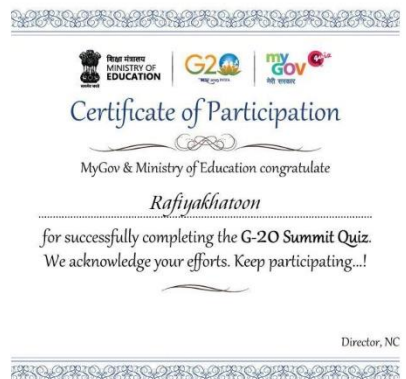 शिक्षा मंत्रालय
MINISTRY OF
EDUCATION
G20
my
GOV
मेरी सरकार
Quiz
Certificate of Participation
MyGov & Ministry of Education congratulate
Rafiyakhatoon
for successfully completing the G-20 Summit Quiz.
We acknowledge your efforts. Keep participating...!
Director, NC